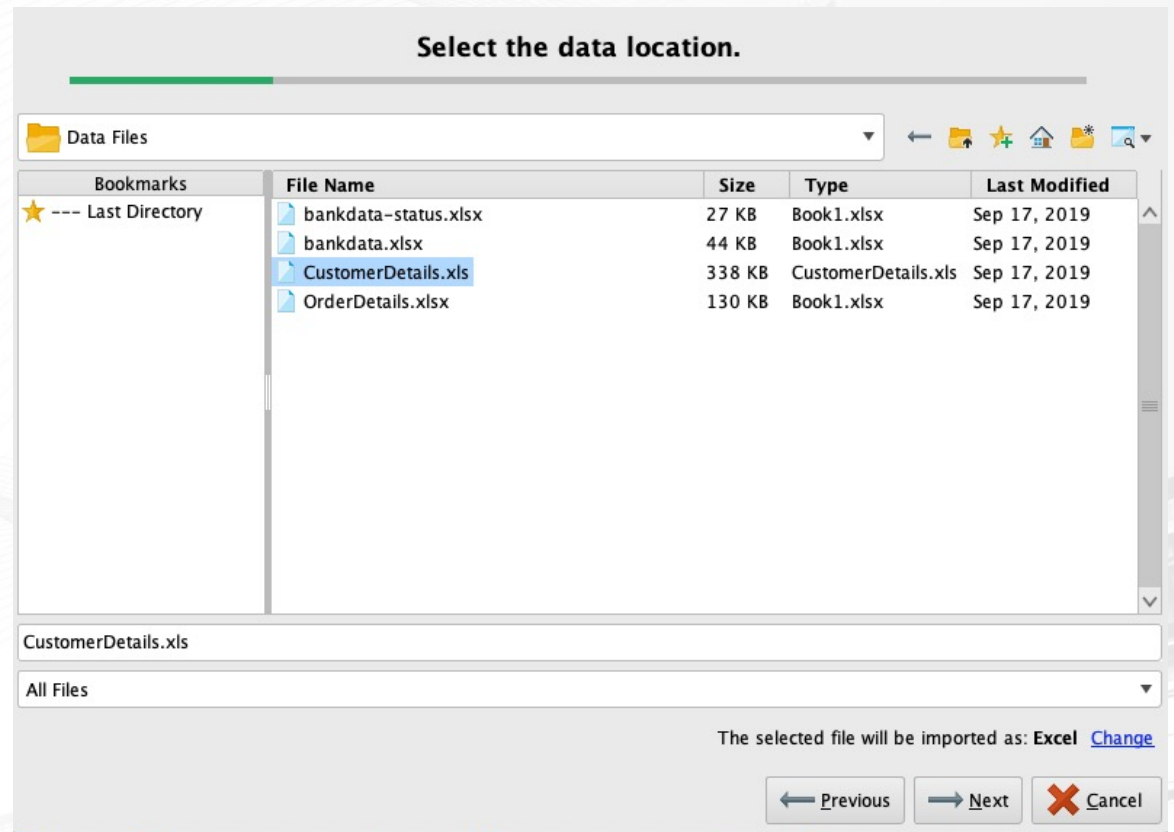 Select the data location.
Data Files
Bookmarks File Name Size Type Last Modified
--- Last Directory bankdata-status.xlsx 27 KB Book1.xlsx Sep 17, 2019
bankdata.xlsx 44 KB Book1.xlsx Sep 17, 2019
CustomerDetails.xls 338 KB CustomerDetails.xls Sep 17, 2019
OrderDetails.xlsx 130 KB Book1.xlsx Sep 17, 2019
CustomerDetails.xls
All Files
The selected file will be imported as: Excel Change
Previous Next Cancel